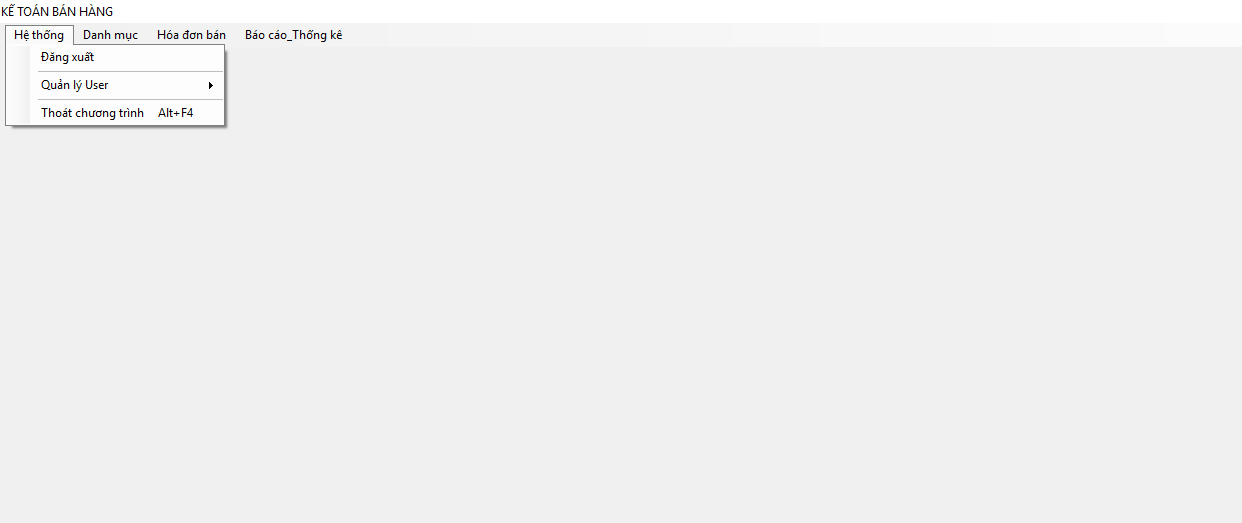 KẾ TOÁN BÁN HÀNG
Hệ thống Danh mục Hóa đơn bán Báo cáo_Thống kê
Đăng xuất
Quản lý User
Thoát chương trình Alt+F4